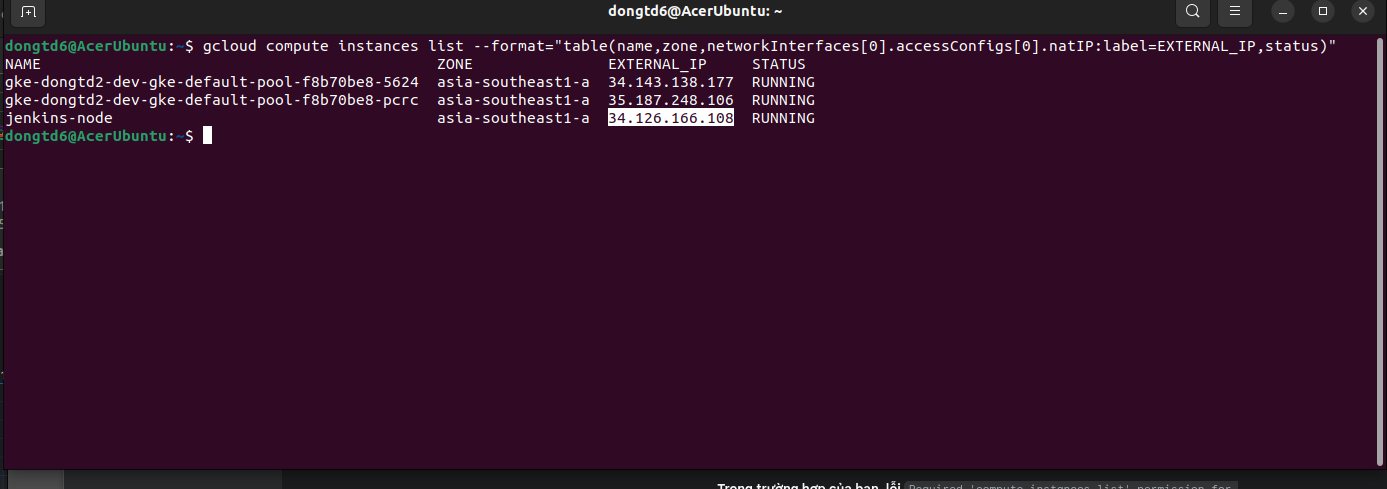 dongtd6@AcerUbuntu: ~
dongtd6@AcerUbuntu:~$ gcloud compute instances list --format="table(name,zone,networkInterfaces[0].accessConfigs[0].natIP:label=EXTERNAL_IP,status)"
NAME ZONE EXTERNAL_IP STATUS
gke-dongtd2-dev-gke-default-pool-f8b70be8-5624 asia-southeast1-a 34.143.138.177 RUNNING
gke-dongtd2-dev-gke-default-pool-f8b70be8-pcrc asia-southeast1-a 35.187.248.106 RUNNING
jenkins-node asia-southeast1-a 34.126.166.108 RUNNING
dongtd6@AcerUbuntu:~$
Trong trường hợp của bạn, lỗi Required 'compute.instances.list' permission for